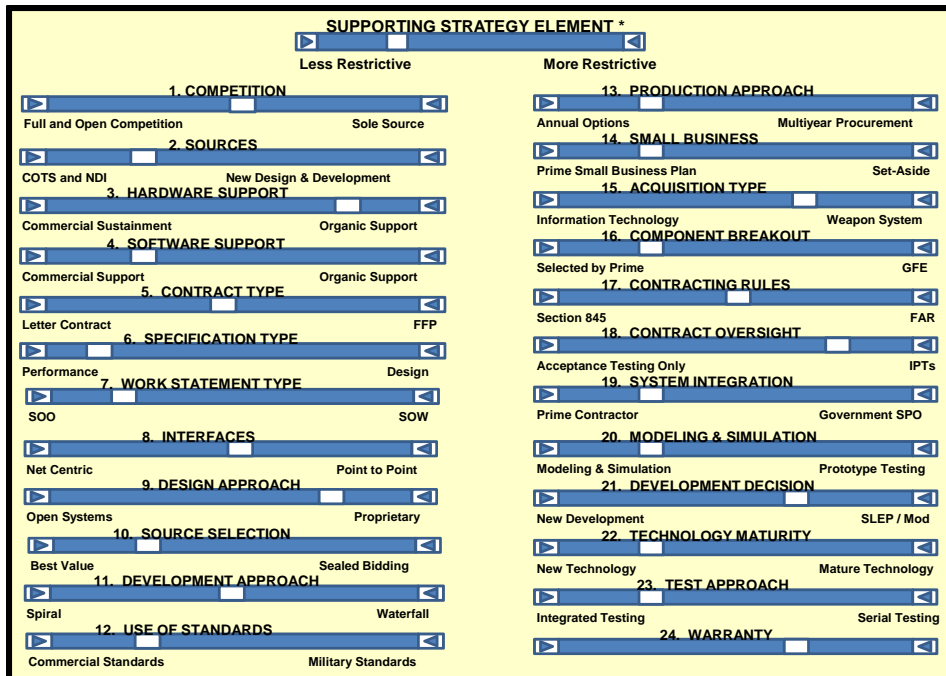 SUPPORTING STRATEGY ELEMENT *
Less Restrictive More Restrictive
1. COMPETITION
Full and Open Competition Sole Source
2. SOURCES
COTS and NDI New Design & Development
3. HARDWARE SUPPORT
Commercial Sustainment Organic Support
4. SOFTWARE SUPPORT
Commercial Support Organic Support
5. CONTRACT TYPE
Letter Contract FFP
6. SPECIFICATION TYPE
Performance Design
7. WORK STATEMENT TYPE
SOO SOW
8. INTERFACES
Net Centric Point to Point
9. DESIGN APPROACH
Open Systems Proprietary
10. SOURCE SELECTION
Best Value Sealed Bidding
11. DEVELOPMENT APPROACH
Spiral Waterfall
12. USE OF STANDARDS
Commercial Standards Military Standards
13. PRODUCTION APPROACH
Annual Options Multiyear Procurement
14. SMALL BUSINESS
Prime Small Business Plan Set-Aside
15. ACQUISITION TYPE
Information Technology Weapon System
16. COMPONENT BREAKOUT
Selected by Prime GFE
17. CONTRACTING RULES
Section 845 FAR
18. CONTRACT OVERSIGHT
Acceptance Testing Only IPTs
19. SYSTEM INTEGRATION
Prime Contractor Government SPO
20. MODELING & SIMULATION
Modeling & Simulation Prototype Testing
21. DEVELOPMENT DECISION
New Development SLEP / Mod
22. TECHNOLOGY MATURITY
New Technology Mature Technology
23. TEST APPROACH
Integrated Testing Serial Testing
24. WARRANTY